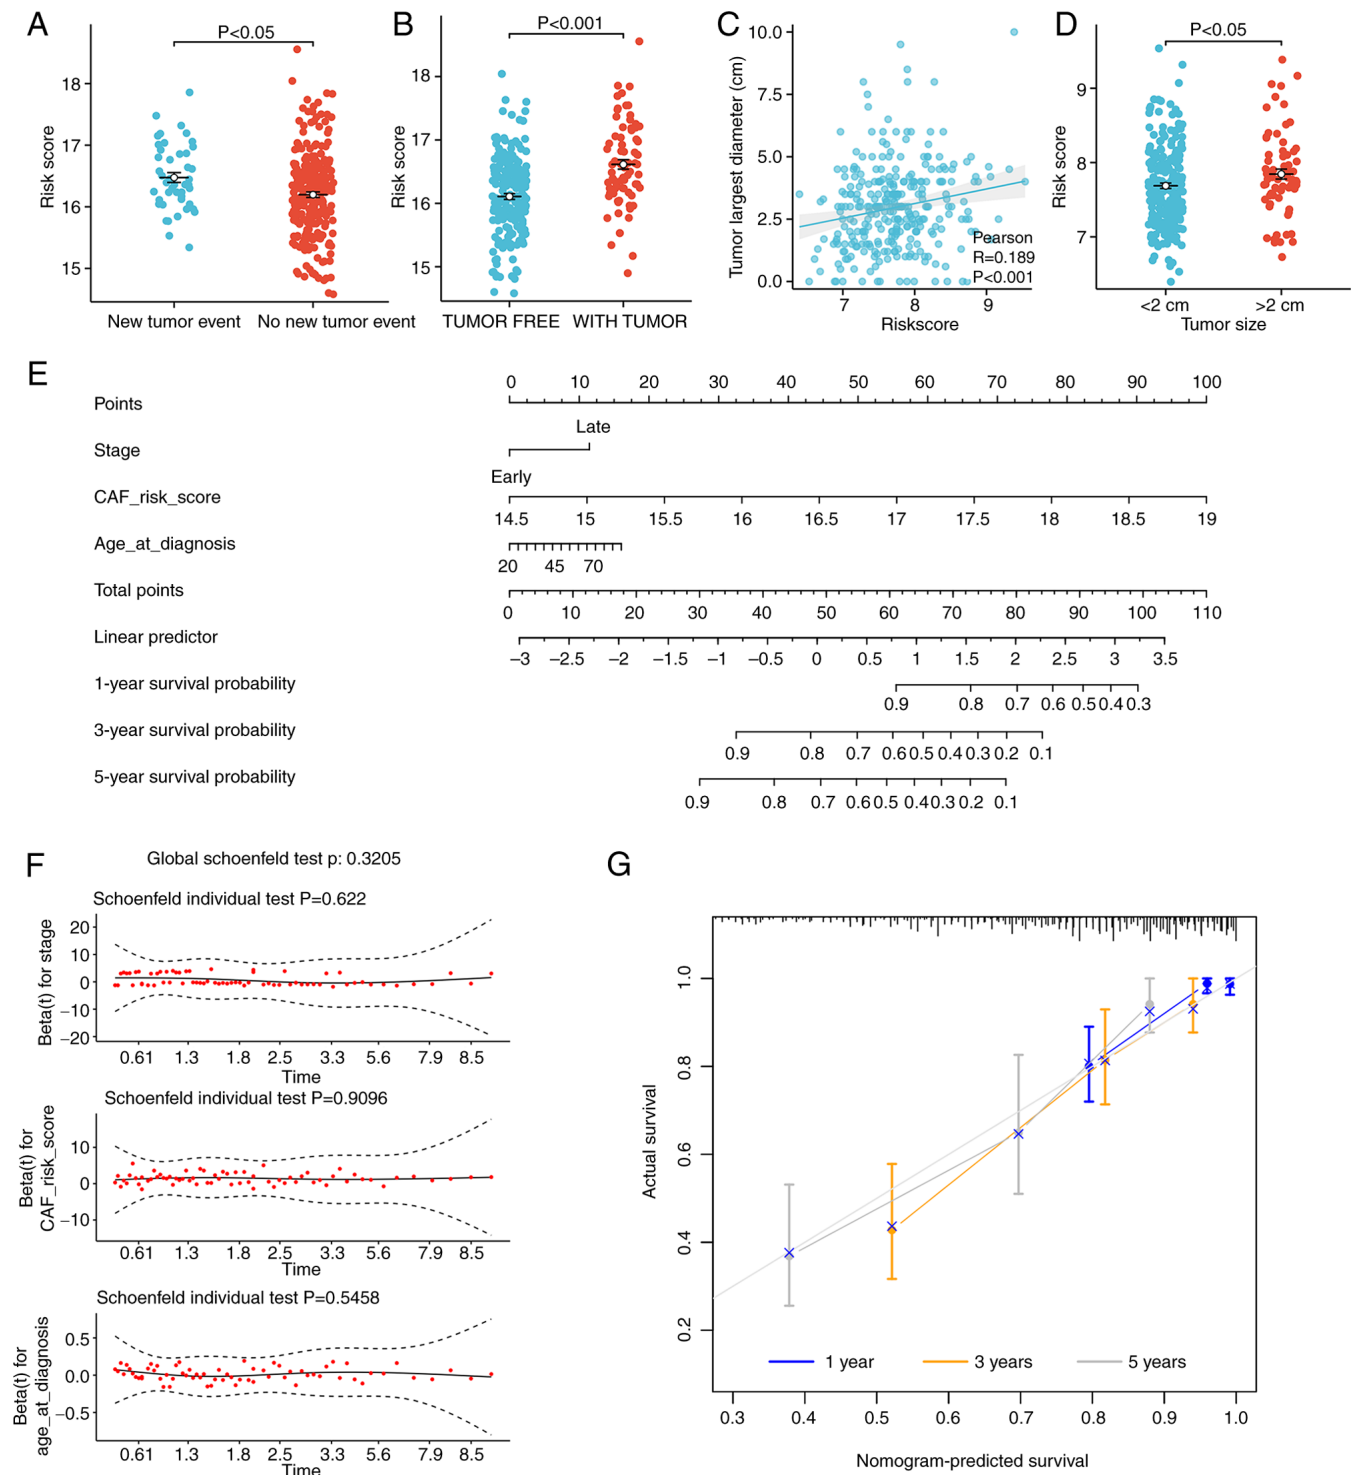 A
P<0.05
Risk score
18
17
16
15
New tumor event
No new tumor event
B
P<0.001
Risk score
18
17
16
15
TUMOR FREE
WITH TUMOR
C
Tumor largest diameter (cm)
10.0
7.5
5.0
2.5
0.0
Pearson
R=0.189
P<0.001
7 8 9
Riskscore
D
P<0.05
Risk score
9
8
7
<2 cm >2 cm
Tumor size
E
0 10 20 30 40 50 60 70 80 90 100
Points
Late
Stage
Early
CAF_risk_score
14.5 15 15.5 16 16.5 17 17.5 18 18.5 19
Age_at_diagnosis
20 45 70
Total points
0 10 20 30 40 50 60 70 80 90 100 110
Linear predictor
−3 −2.5 −2 −1.5 −1 −0.5 0 0.5 1 1.5 2 2.5 3 3.5
1-year survival probability
0.9 0.8 0.7 0.6 0.5 0.4 0.3
3-year survival probability
0.9 0.8 0.7 0.6 0.5 0.4 0.3 0.2 0.1
5-year survival probability
0.9 0.8 0.7 0.6 0.5 0.4 0.3 0.2 0.1
F
Global schoenfeld test p: 0.3205
Schoenfeld individual test P=0.622
Beta(t) for stage
20
10
0
−10
−20
0.61 1.3 1.8 2.5 3.3 5.6 7.9 8.5
Time
Schoenfeld individual test P=0.9096
Beta(t) for
CAF_risk_score
10
0
−10
0.61 1.3 1.8 2.5 3.3 5.6 7.9 8.5
Time
Schoenfeld individual test P=0.5458
Beta(t) for
age_at_diagnosis
0.5
0.0
−0.5
0.61 1.3 1.8 2.5 3.3 5.6 7.9 8.5
Time
G
Actual survival
1.0
0.8
0.6
0.4
0.2
1 year 3 years 5 years
0.3 0.4 0.5 0.6 0.7 0.8 0.9 1.0
Nomogram-predicted survival